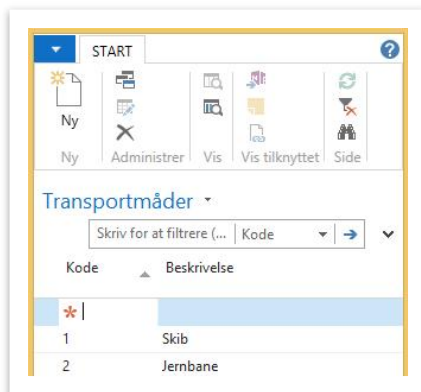 START
Ny
Ny
Administrer
Vis
Vis tilknyttet
Side
Transportmåder
Skriv for at filtrere (...
Kode
Kode
Beskrivelse
1
Skib
2
Jernbane